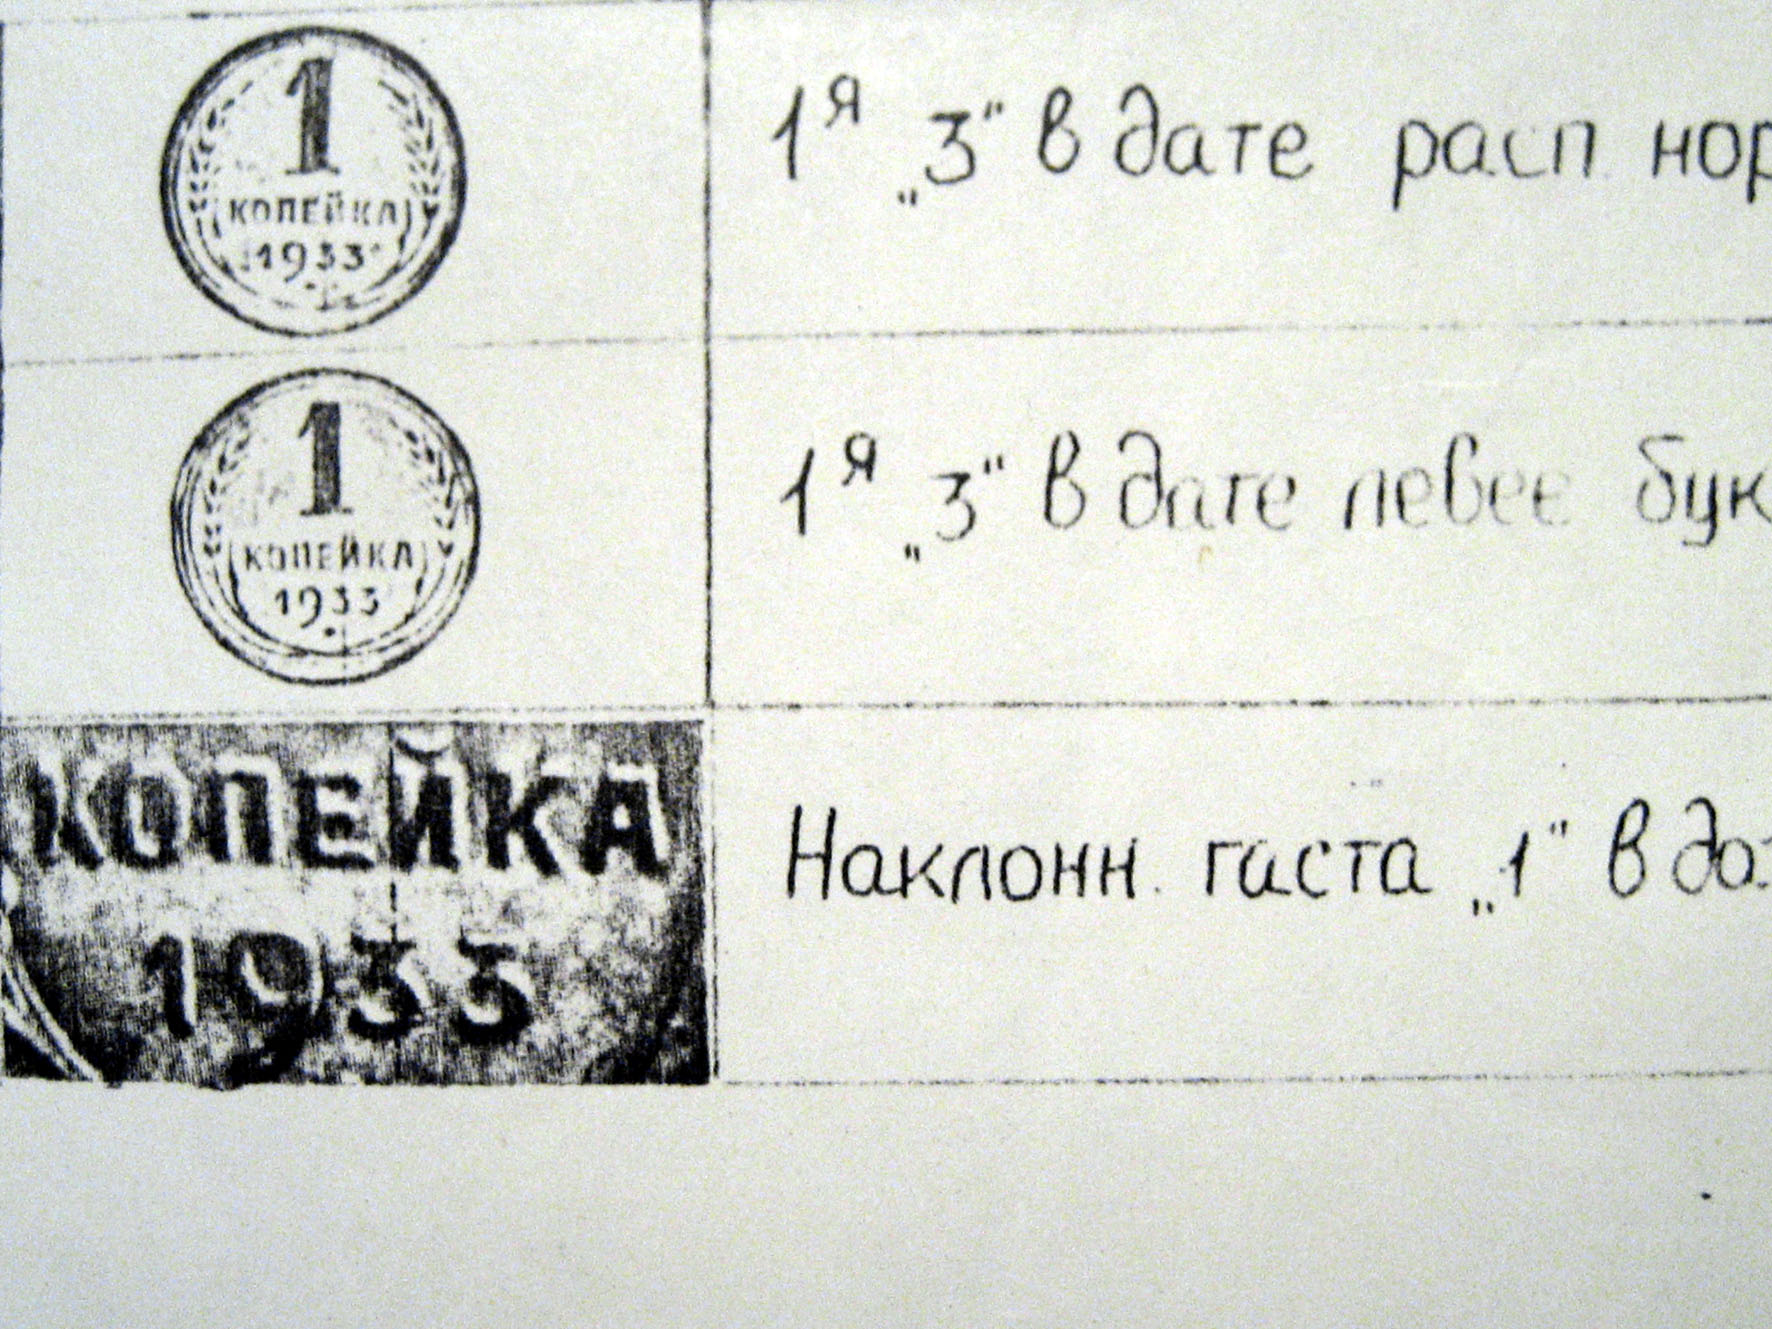 1
КОПЕЙКА
1933
1я „3“ в дате расп. нор
1
КОПЕЙКА
1933
1я „3“ в дате левее бук
КОПЕЙКА
1933
Наклонн. гаста „1“ в дат